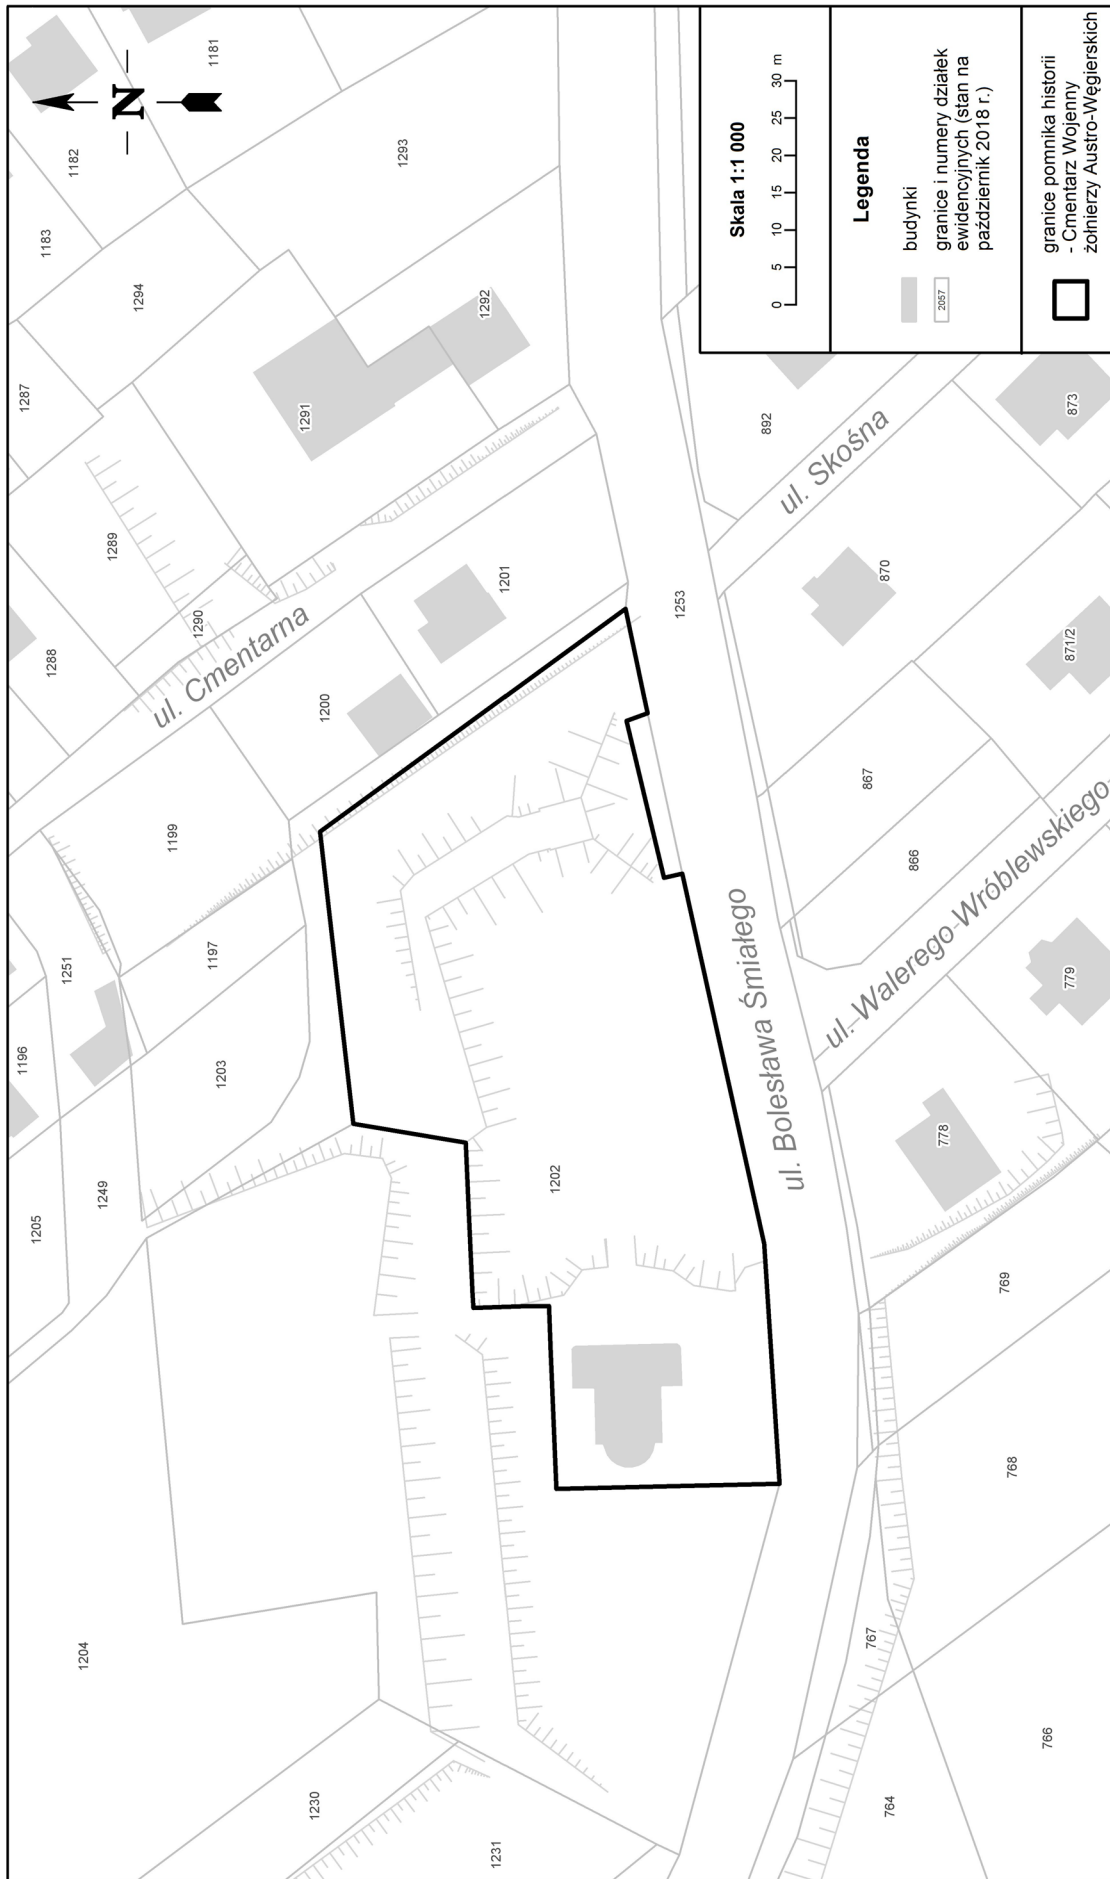 1181
1182
1183
1293
1294
1292
1291
1287
1289
1290
1288
1201
1200
1199
1197
1251
1196
1203
1249
1205
1202
1204
1230
1231
1253
892
873
870
871/2
867
866
779
778
769
768
767
766
764
ul. Cmentarna
ul. Skośna
ul. Bolesława Śmiałego
ul. Walerego Wróblewskiego
N
Skala 1:1 000
0 5 10 15 20 25 30 m
Legenda
budynki
2057
granice i numery działek
ewidencyjnych (stan na
październik 2018 r.)
granice pomnika historii
- Cmentarz Wojenny
żołnierzy Austro-Węgierskich